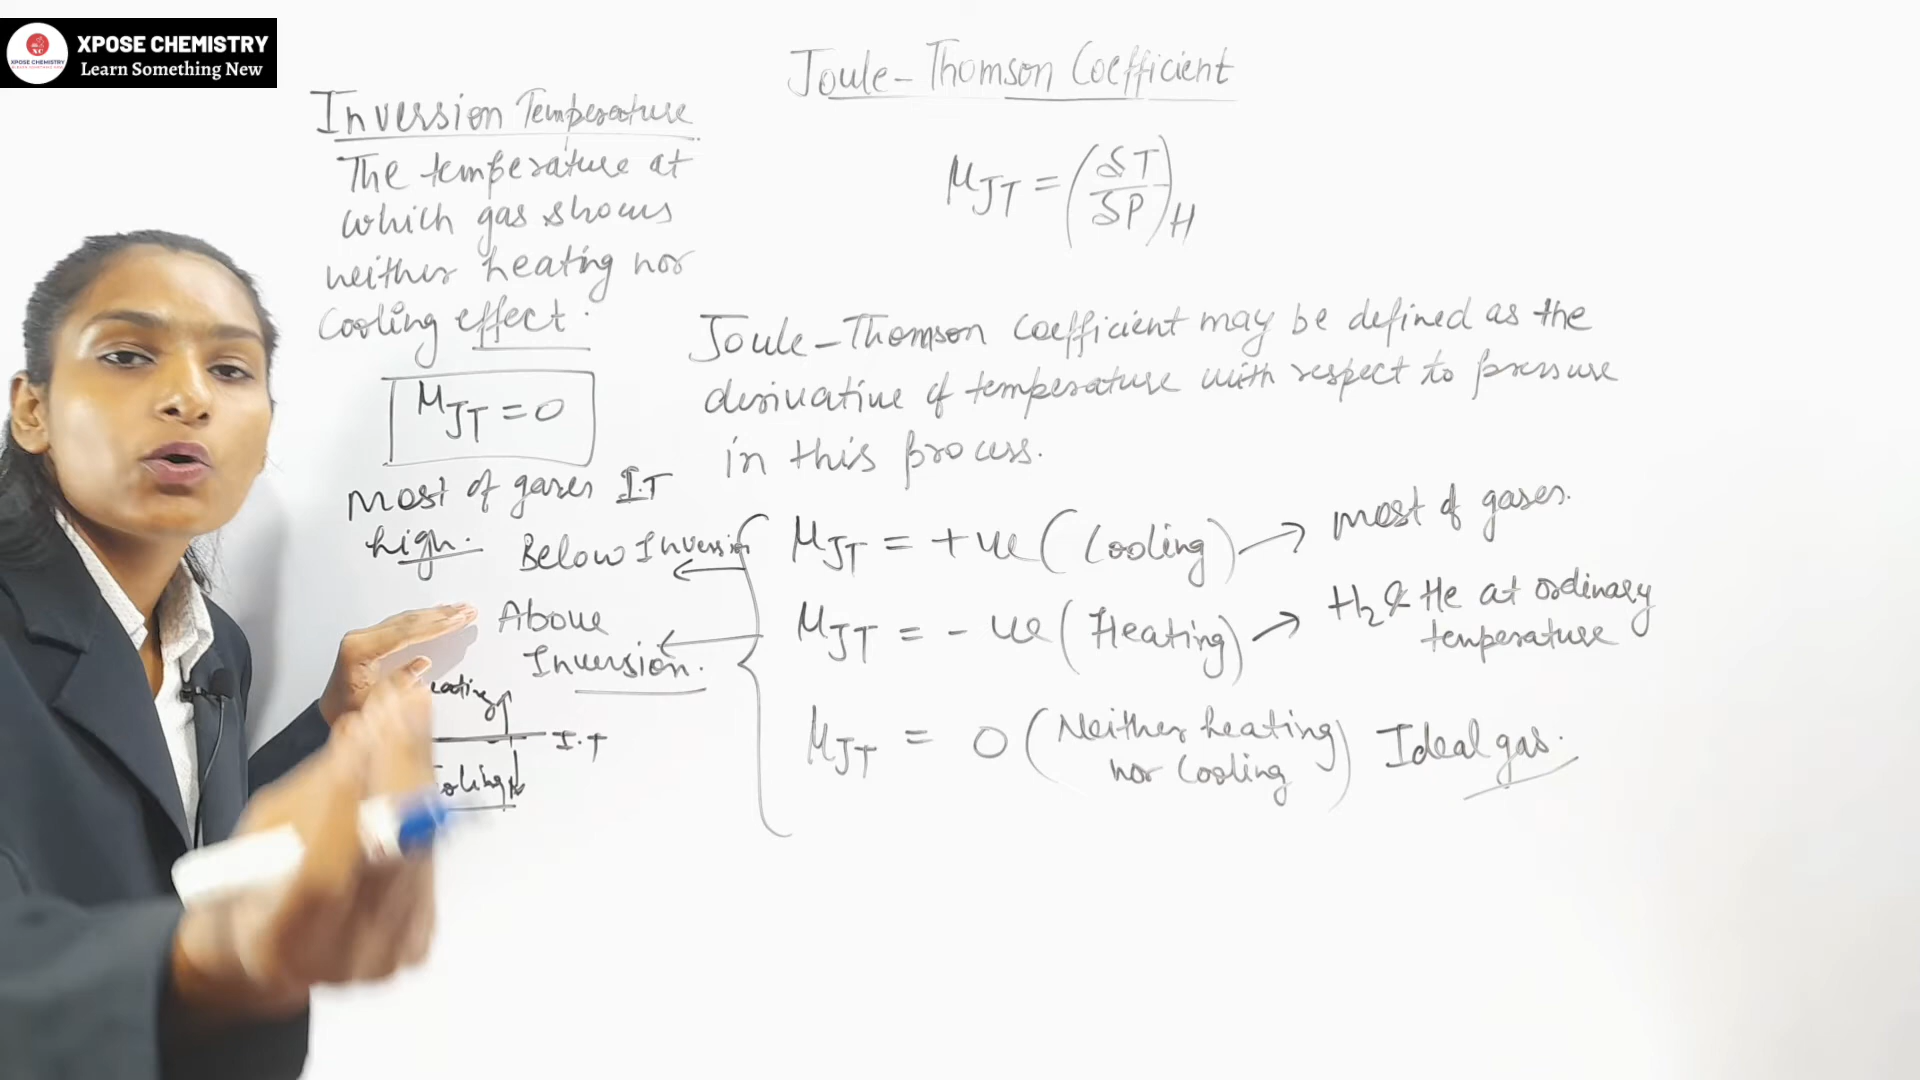 XPOSE CHEMISTRY
Learn Something New
XC
XPOSE CHEMISTRY
Joule-Thomson Coefficient
μJT = (δT/δP)H
Inversion Temperature
The temperature at
which gas shows
neither heating nor
cooling effect.
μJT = 0
Most of gases I.T
high.
Joule-Thomson Coefficient may be defined as the
derivative of temperature with respect to pressure
in this process.
Below Inversion
μJT = +ve (Cooling) → most of gases.
Above
Inversion.
μJT = -ve (Heating) → H2 & He at ordinary
temperature
μJT = 0 (Neither heating
nor Cooling) Ideal gas.
I.T